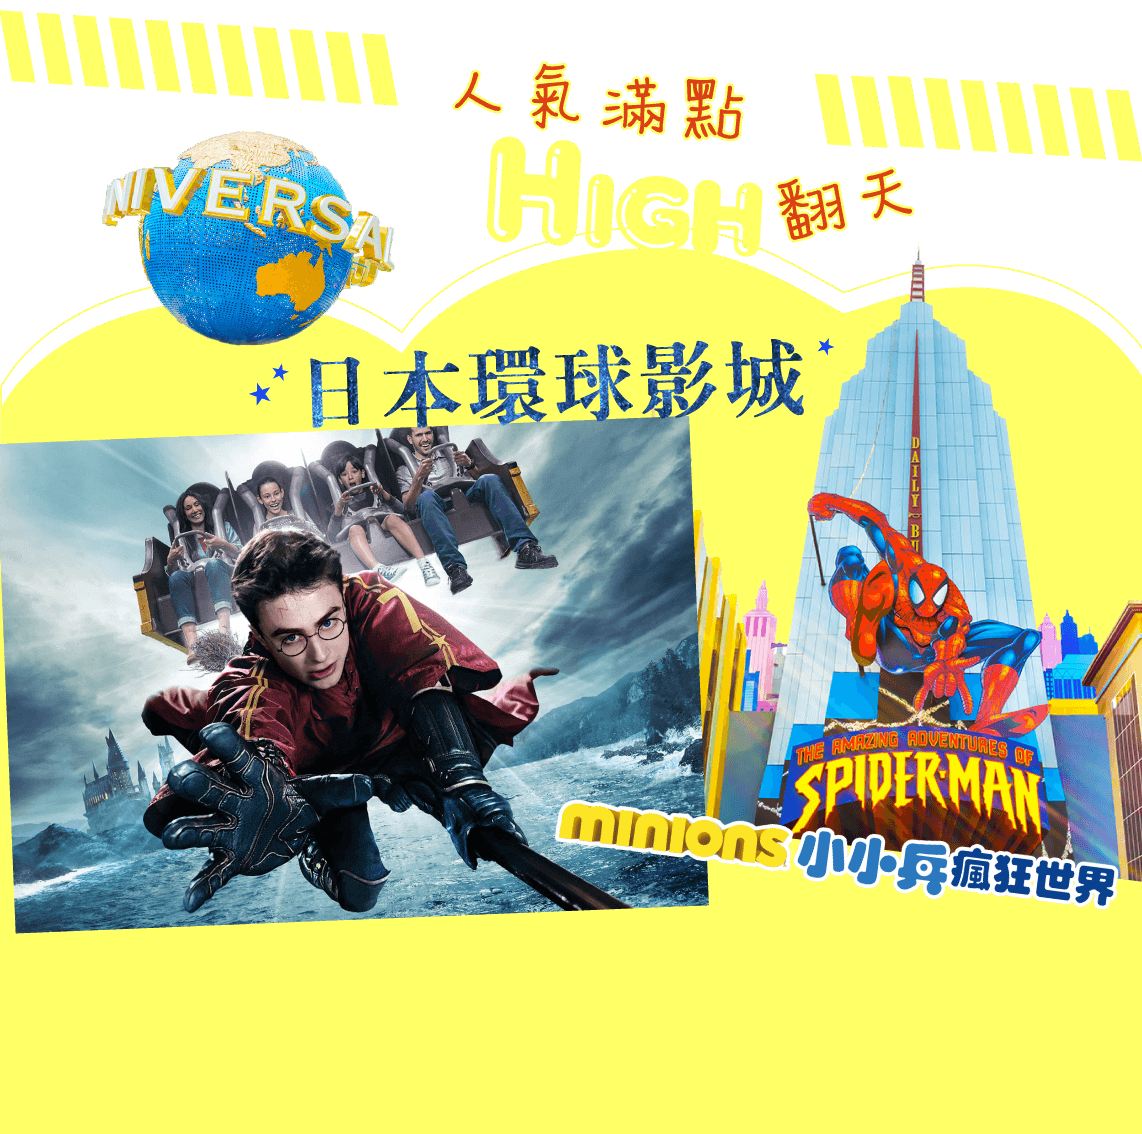 人氣滿點
HIGH翻天
NIVERSAL
日本環球影城
DAILY BU
7
THE AMAZING ADVENTURES OF
SPIDER-MAN
minions 小小兵瘋狂世界